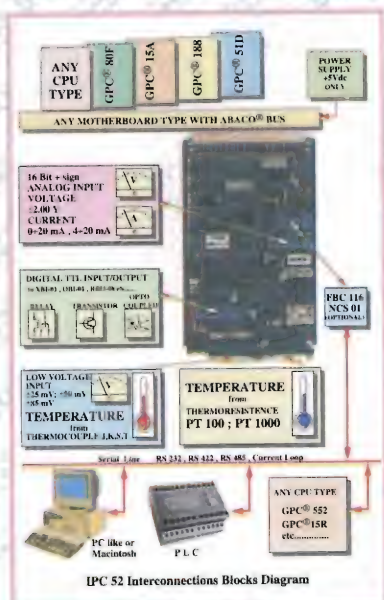 ANY
CPU
TYPE
GPC® 80F
GPC® 15A
GPC® 188
GPC® 51D
POWER
SUPPLY
+5Vdc
ONLY
ANY MOTHERBOARD TYPE WITH ABACO® BUS
16 Bit + sign
ANALOG INPUT
VOLTAGE
±2.00 V
CURRENT
0÷20 mA , 4÷20 mA
DIGITAL TTL INPUT/OUTPUT
OPTO
RELAY TRANSISTOR COUPLED
FBC 116
NCS 01
(OPTIONAL)
LOW VOLTAGE
INPUT
±25 mV; ±50 mV
±85 mV
TEMPERATURE
from
THERMOCOUPLE J,K,S,T
TEMPERATURE
from
THERMORESISTENCE
PT 100 ; PT 1000
Serial Line RS 232 , RS 422 , RS 485 , Current Loop
PC like or
Macintosh
P L C
ANY CPU TYPE
GPC® 552
GPC® 15R
etc..............
IPC 52 Interconnections Blocks Diagram